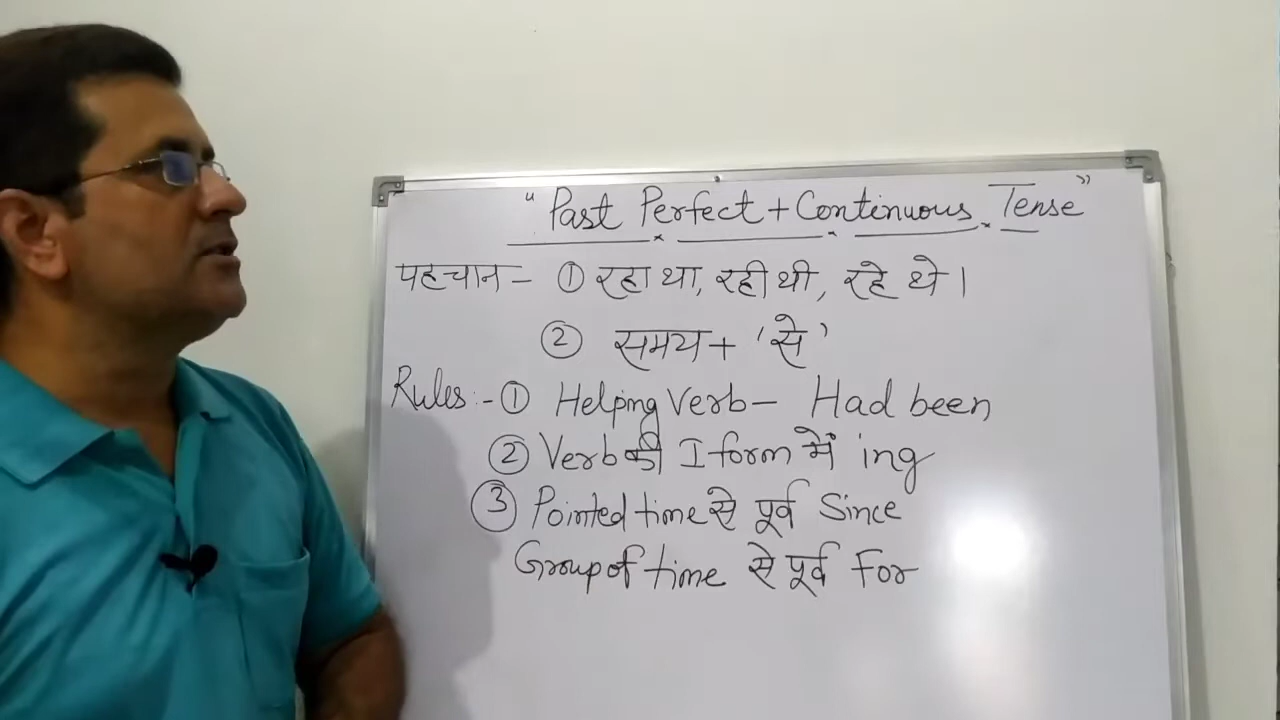 “Past Perfect + Continuous Tense”
पहचान – ① रहा था, रही थी, रहे थे।
② समय + ‘से’
Rules :- ① Helping Verb – Had been
② Verb की I form में ing
③ Pointed time से पूर्व Since
Group of time से पूर्व For